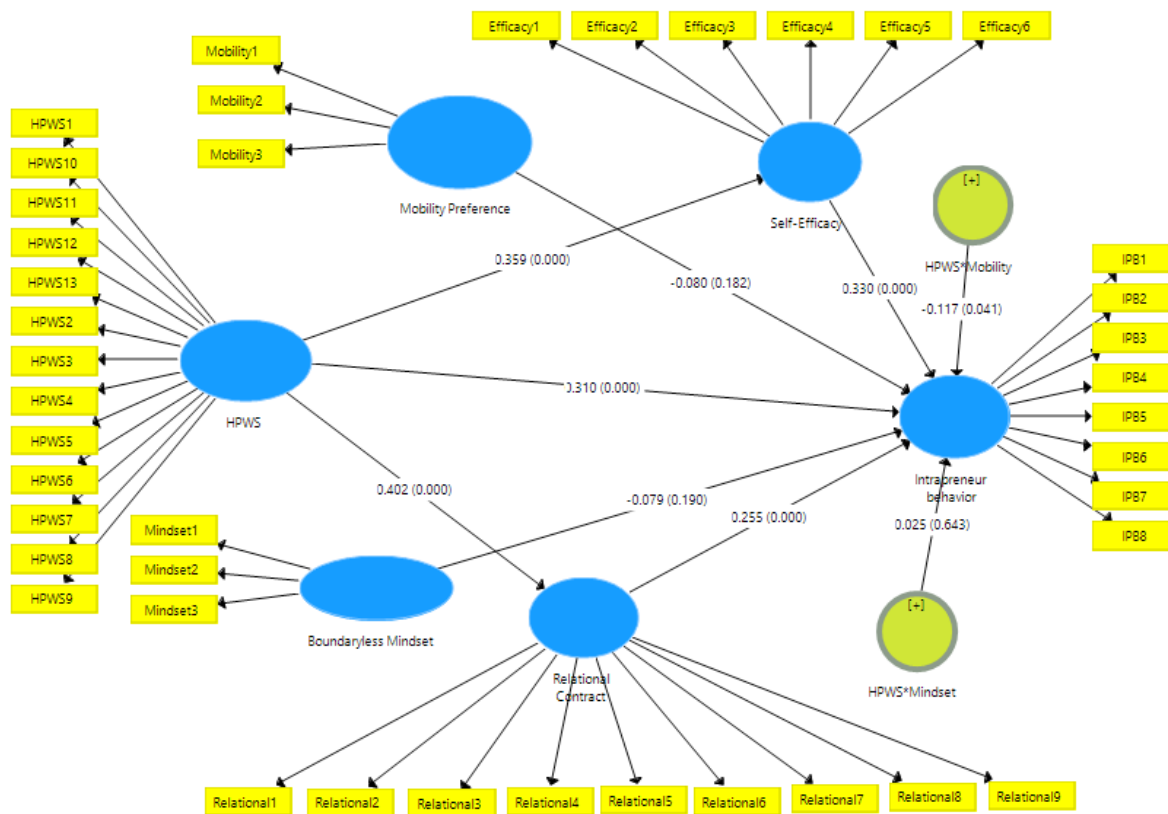 Efficacy1
Efficacy2
Efficacy3
Efficacy4
Efficacy5
Efficacy6
Mobility1
Mobility2
Mobility3
Mobility Preference
Self-Efficacy
[+]
HPWS*Mobility
HPWS1
HPWS10
HPWS11
HPWS12
HPWS13
HPWS2
HPWS3
HPWS4
HPWS5
HPWS6
HPWS7
HPWS8
HPWS9
HPWS
0.359 (0.000)
-0.080 (0.182)
0.330 (0.000)
-0.117 (0.041)
0.310 (0.000)
IPB1
IPB2
IPB3
IPB4
IPB5
IPB6
IPB7
IPB8
Intrapreneur
behavior
0.402 (0.000)
-0.079 (0.190)
0.255 (0.000)
0.025 (0.643)
Mindset1
Mindset2
Mindset3
Boundaryless Mindset
[+]
HPWS*Mindset
Relational
Contract
Relational1
Relational2
Relational3
Relational4
Relational5
Relational6
Relational7
Relational8
Relational9